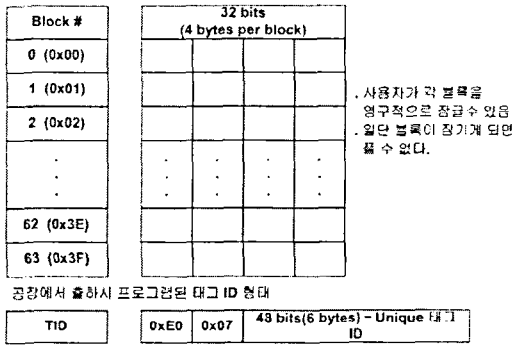 Block #
32 bits
(4 bytes per block)
0 (0x00)
1 (0x01)
2 (0x02)
. 사용자가 각 블록을
영구적으로 잠글수 있음
. 일단 블록이 잠기게 되면
풀 수 없다.
62 (0x3E)
63 (0x3F)
공장에서 출하시 프로그램된 태그 ID 형태
TID
0xE0
0x07
48 bits(6 bytes) – Unique 태그
ID